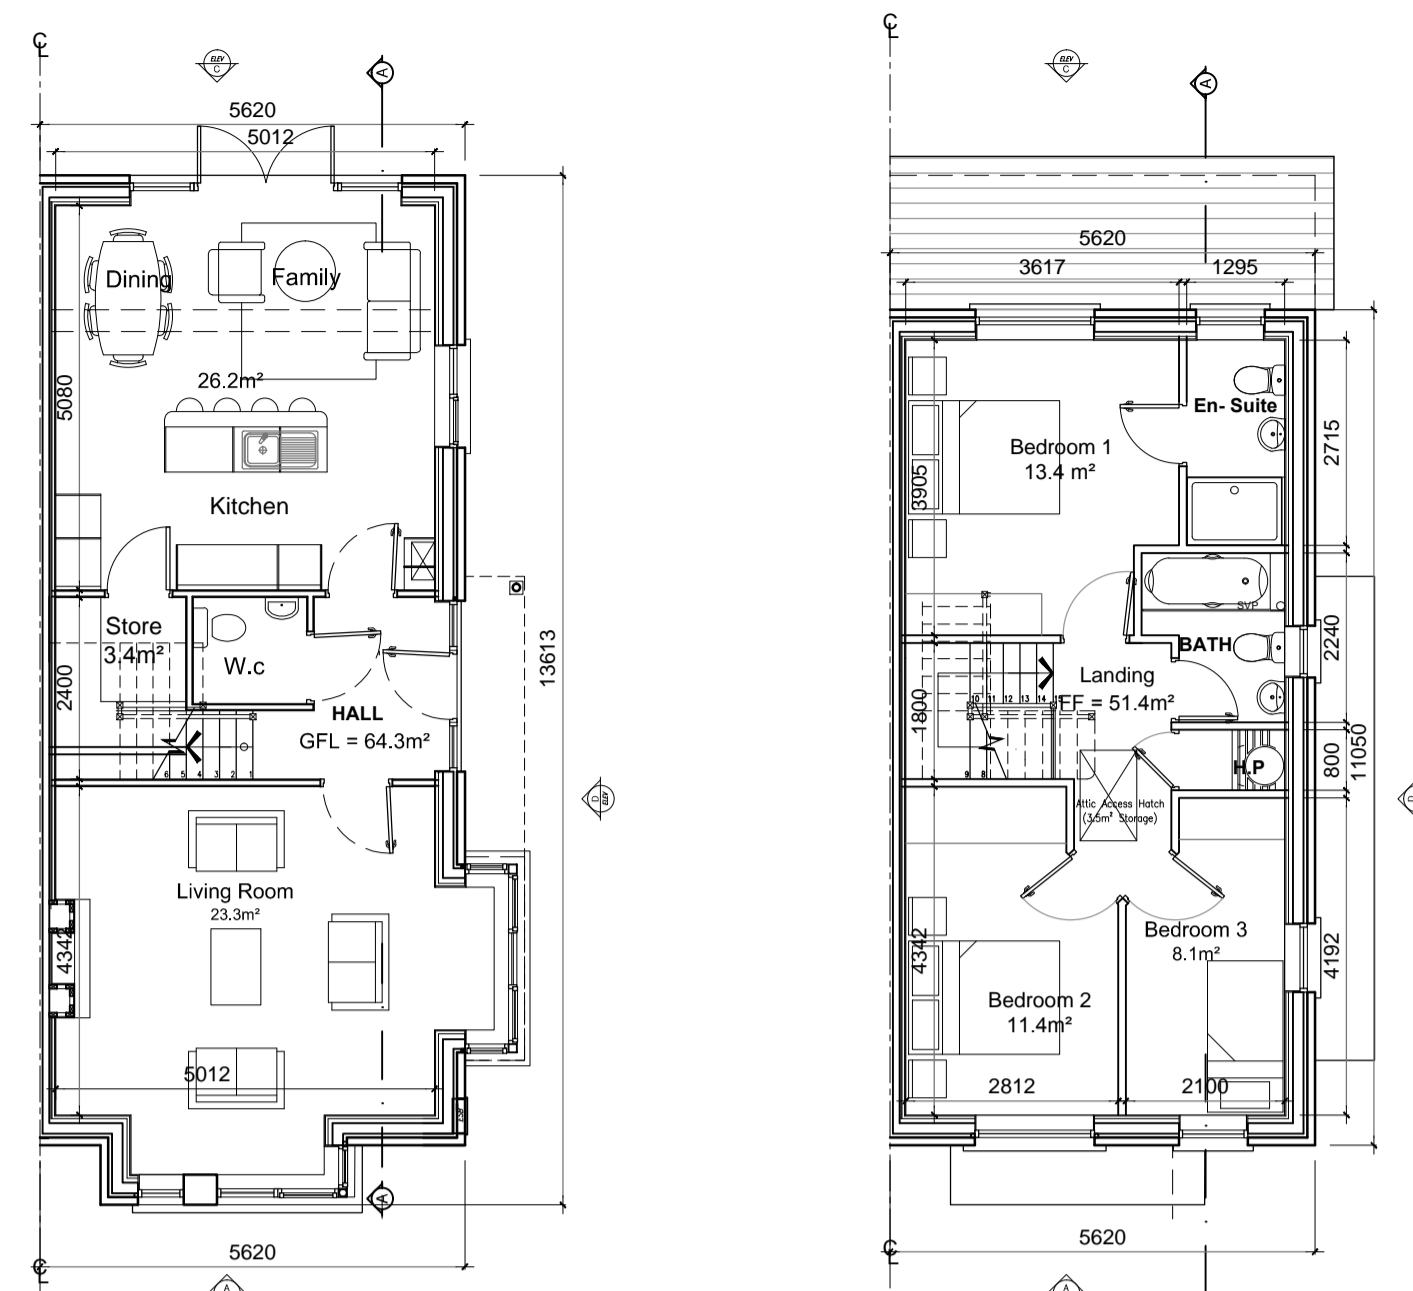 ℄
ELEV
C
A
5620
5012
Dining
Family
26.2m²
5080
Kitchen
Store
3.4m²
W.c
2400
HALL
GFL = 64.3m²
6 5 4 3 2 1
13613
D
ELEV
Living Room
23.3m²
4342
5012
ESB
A
5620
℄
A
℄
ELEV
C
A
5620
3617
1295
En- Suite
Bedroom 1
13.4 m²
3905
2715
SVP
BATH
2240
Landing
FF = 51.4m²
10 11 12 13 14 15
1800
9 8
H.P
800
11050
Attic Access Hatch
(3.5m² Storage)
D
Bedroom 3
8.1m²
4342
4192
Bedroom 2
11.4m²
2812
2100
5620
℄
A